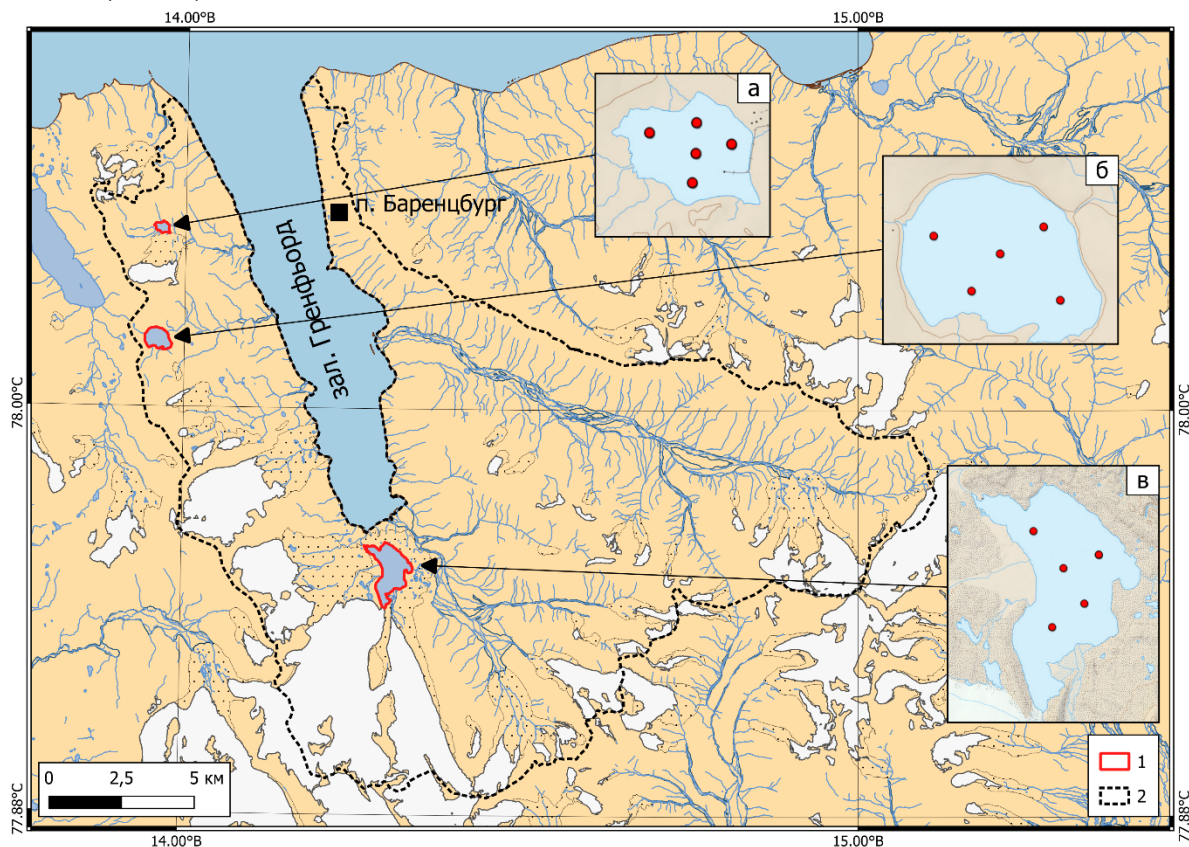 14.00°В
15.00°В
а
б
п. Баренцбург
зал. Гренфьорд
78.00°С
78.00°С
в
0 2,5 5 км
1
2
77.88°С
77.88°С
14.00°В
15.00°В